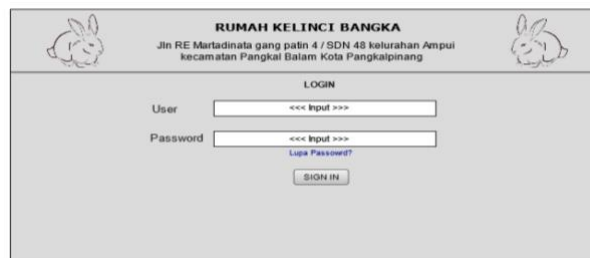 RUMAH KELINCI BANGKA
Jln RE Martadinata gang patin 4 / SDN 48 kelurahan Ampui
kecamatan Pangkal Balam Kota Pangkalpinang
LOGIN
User <<< Input >>>
Password <<< Input >>>
Lupa Passowrd?
SIGN IN